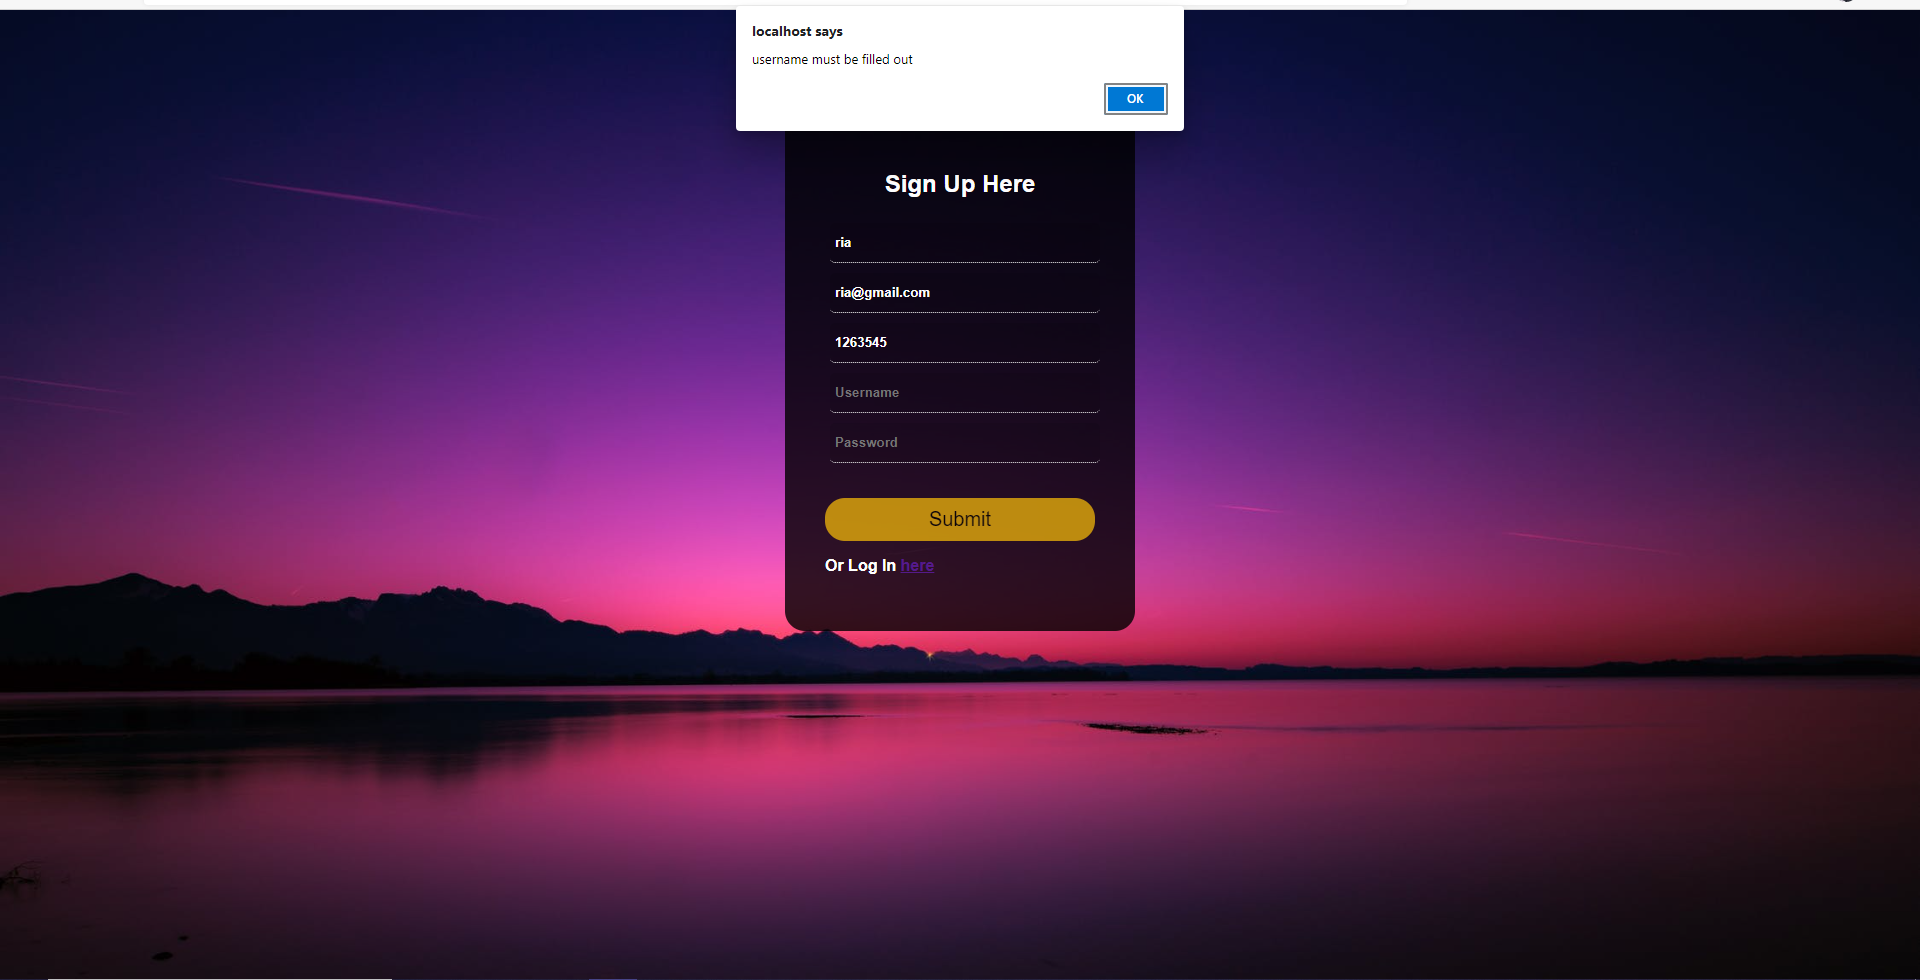 localhost says
username must be filled out
OK
Sign Up Here
ria
ria@gmail.com
1263545
Username
Password
Submit
Or Log In here